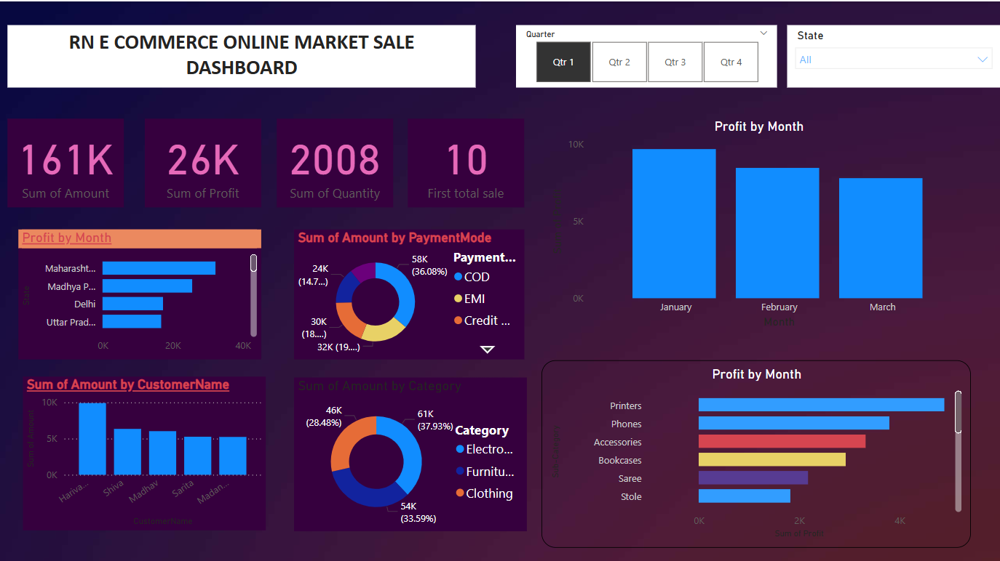 RN E COMMERCE ONLINE MARKET SALE
DASHBOARD
Quarter
Qtr 1
Qtr 2
Qtr 3
Qtr 4
State
All
161K
Sum of Amount
26K
Sum of Profit
2008
Sum of Quantity
10
First total sale
Profit by Month
10K
5K
0K
January
February
March
Month
Profit by Month
State
Maharasht...
Madhya P...
Delhi
Uttar Prad...
0K
20K
40K
Sum of Amount by PaymentMode
58K
(36.08%)
24K
(14.7...)
30K
(18....)
32K (19....)
Payment...
COD
EMI
Credit ...
Sum of Amount by CustomerName
Sum of Amount
10K
5K
0K
Hariva...
Shiva
Madhav
Sarita
Madan...
CustomerName
Sum of Amount by Category
46K
(28.48%)
61K
(37.93%)
54K
(33.59%)
Category
Electro...
Furnitu...
Clothing
Profit by Month
Printers
Phones
Accessories
Bookcases
Saree
Stole
0K
2K
4K
Sum of Profit